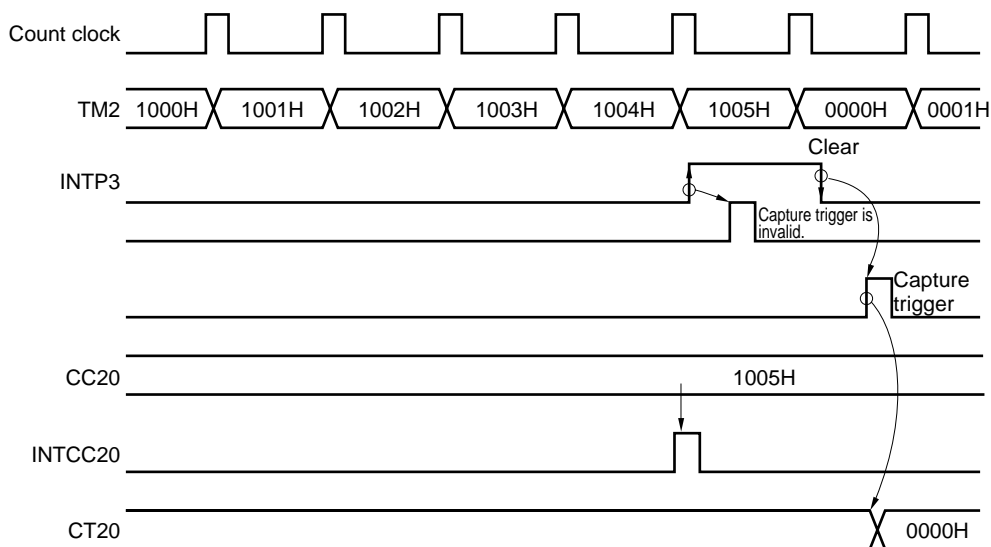 Count clock
TM2
1000H
1001H
1002H
1003H
1004H
1005H
0000H
0001H
Clear
INTP3
Capture trigger is
invalid.
Capture
trigger
CC20
1005H
INTCC20
CT20
0000H